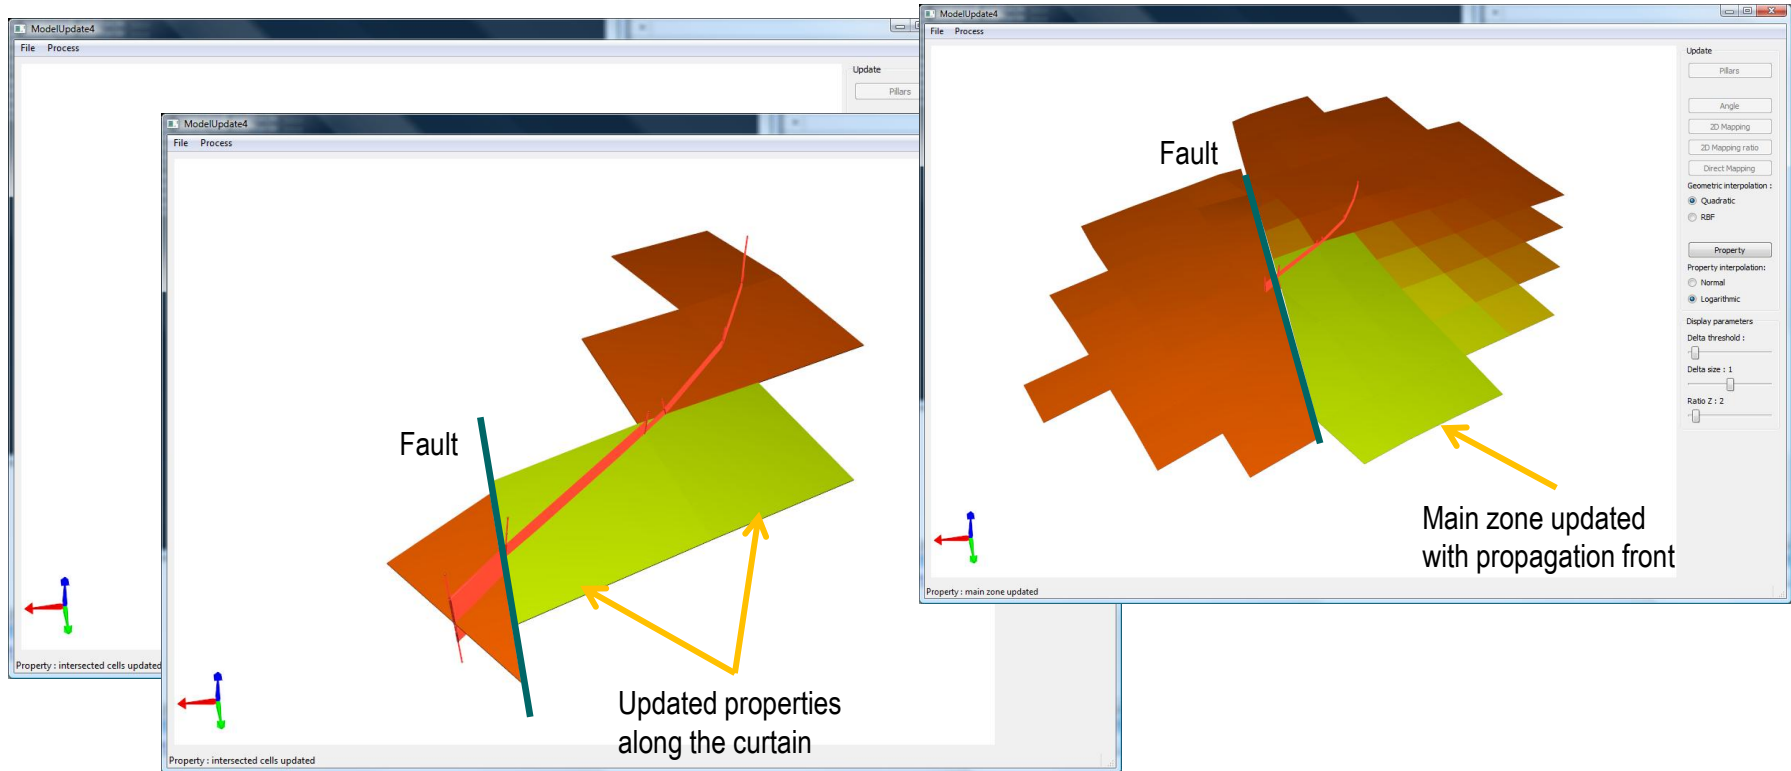 ModelUpdate4
File Process
Update
Pillars
Property : intersected cells updated
ModelUpdate4
File Process
Fault
Updated properties
along the curtain
Property : intersected cells updated
ModelUpdate4
File Process
Fault
Main zone updated
with propagation front
Update
Pillars
Angle
2D Mapping
2D Mapping ratio
Direct Mapping
Geometric interpolation :
Quadratic
RBF
Property
Property interpolation:
Normal
Logarithmic
Display parameters
Delta threshold :
Delta size : 1
Ratio Z : 2
Property : main zone updated